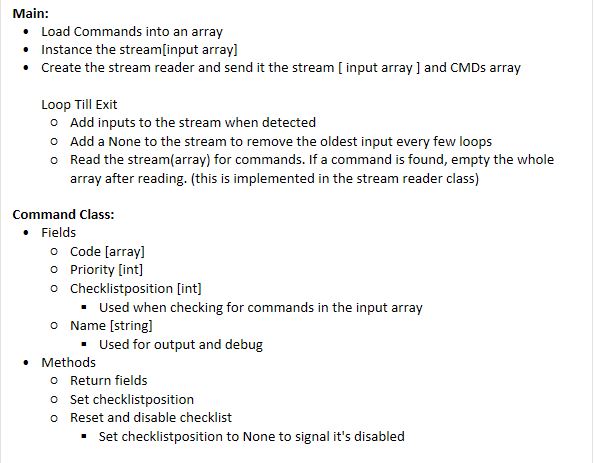 Main:
• Load Commands into an array
• Instance the stream[input array]
• Create the stream reader and send it the stream [ input array ] and CMDs array
Loop Till Exit
o Add inputs to the stream when detected
o Add a None to the stream to remove the oldest input every few loops
o Read the stream(array) for commands. If a command is found, empty the whole
array after reading. (this is implemented in the stream reader class)
Command Class:
• Fields
o Code [array]
o Priority [int]
o Checklistposition [int]
▪ Used when checking for commands in the input array
o Name [string]
▪ Used for output and debug
• Methods
o Return fields
o Set checklistposition
o Reset and disable checklist
▪ Set checklistposition to None to signal it's disabled